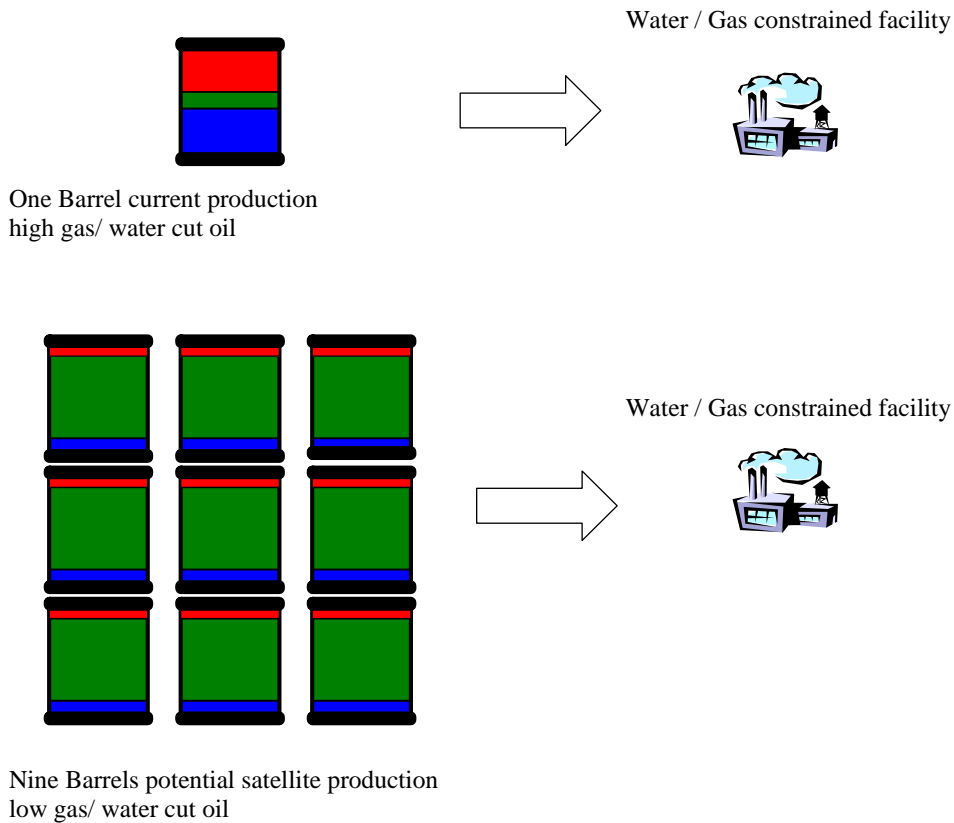 Water / Gas constrained facility
One Barrel current production
high gas/ water cut oil
Water / Gas constrained facility
Nine Barrels potential satellite production
low gas/ water cut oil